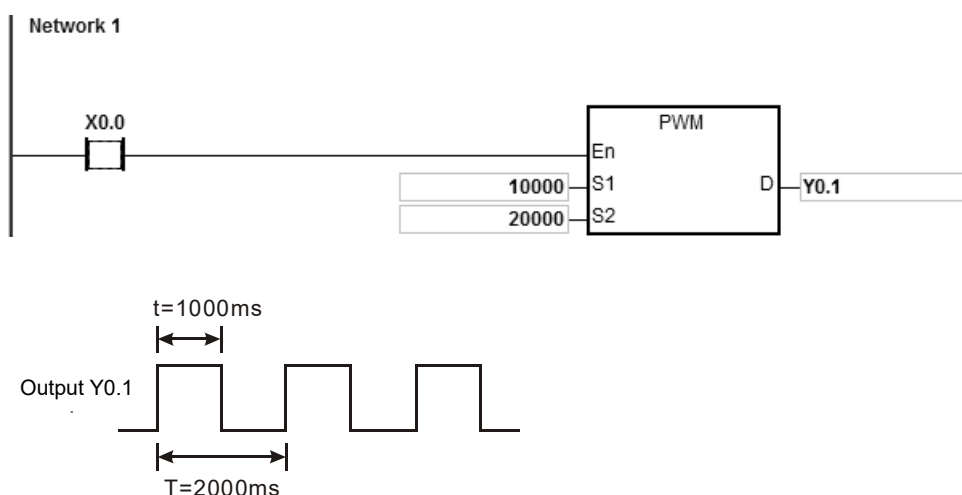 Network 1
X0.0
PWM
En
10000 S1 D Y0.1
20000 S2
t=1000ms
Output Y0.1
T=2000ms